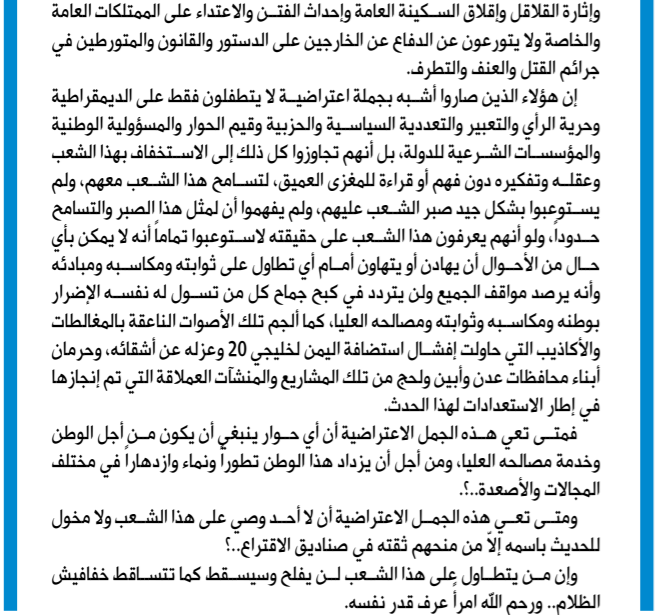 وإثارة القلاقل وإقلاق السكينة العامة وإحداث الفتن والاعتداء على الممتلكات العامة
والخاصة ولا يتورعون عن الدفاع عن الخارجين على الدستور والقانون والمتورطين في
جرائم القتل والعنف والتطرف.
إن هؤلاء الذين صاروا أشبه بجملة اعتراضية لا يتطفلون فقط على الديمقراطية
وحرية الرأي والتعبير والتعددية السياسية والحزبية وقيم الحوار والمسؤولية الوطنية
والمؤسسات الشرعية للدولة، بل أنهم تجاوزوا كل ذلك إلى الاستخفاف بهذا الشعب
وعقله وتفكيره دون فهم أو قراءة للمغزى العميق، لتسامح هذا الشعب معهم، ولم
يستوعبوا بشكل جيد صبر الشعب عليهم، ولم يفهموا أن لمثل هذا الصبر والتسامح
حدوداً، ولو أنهم يعرفون هذا الشعب على حقيقته لاستوعبوا تماماً أنه لا يمكن بأي
حال من الأحوال أن يهادن أو يتهاون أمام أي تطاول على ثوابته ومكاسبه ومبادئه
وأنه يرصد مواقف الجميع ولن يتردد في كبح جماح كل من تسول له نفسه الإضرار
بوطنه ومكاسبه وثوابته ومصالحه العليا، كما ألجم تلك الأصوات الناعقة بالمغالطات
والأكاذيب التي حاولت إفشال استضافة اليمن لخليجي 20 وعزله عن أشقائه، وحرمان
أبناء محافظات عدن وأبين ولحج من تلك المشاريع والمنشآت العملاقة التي تم إنجازها
في إطار الاستعدادات لهذا الحدث.
فمتى تعي هذه الجمل الاعتراضية أن أي حوار ينبغي أن يكون من أجل الوطن
وخدمة مصالحه العليا، ومن أجل أن يزداد هذا الوطن تطوراً ونماء وازدهاراً في مختلف
المجالات والأصعدة..؟.
ومتى تعي هذه الجمل الاعتراضية أن لا أحد وصي على هذا الشعب ولا مخول
للحديث باسمه إلاّ من منحهم ثقته في صناديق الاقتراع..؟
وإن من يتطاول على هذا الشعب لن يفلح وسيسقط كما تتساقط خفافيش
الظلام.. ورحم الله امرأً عرف قدر نفسه.